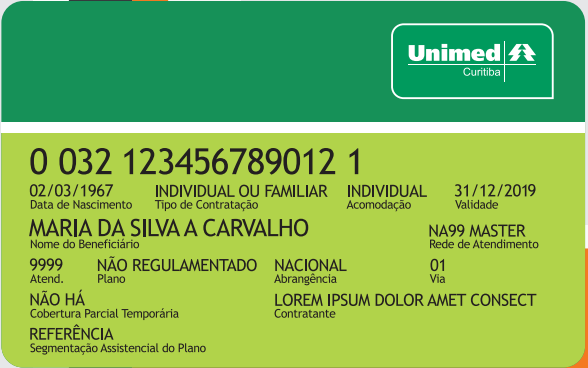 Unimed
Curitiba
0 032 123456789012 1
02/03/1967 INDIVIDUAL OU FAMILIAR INDIVIDUAL 31/12/2019
Data de Nascimento Tipo de Contratação Acomodação Validade
MARIA DA SILVA A CARVALHO NA99 MASTER
Nome do Beneficiário Rede de Atendimento
9999 NÃO REGULAMENTADO NACIONAL 01
Atend. Plano Abrangência Via
NÃO HÁ LOREM IPSUM DOLOR AMET CONSECT
Cobertura Parcial Temporária Contratante
REFERÊNCIA
Segmentação Assistencial do Plano